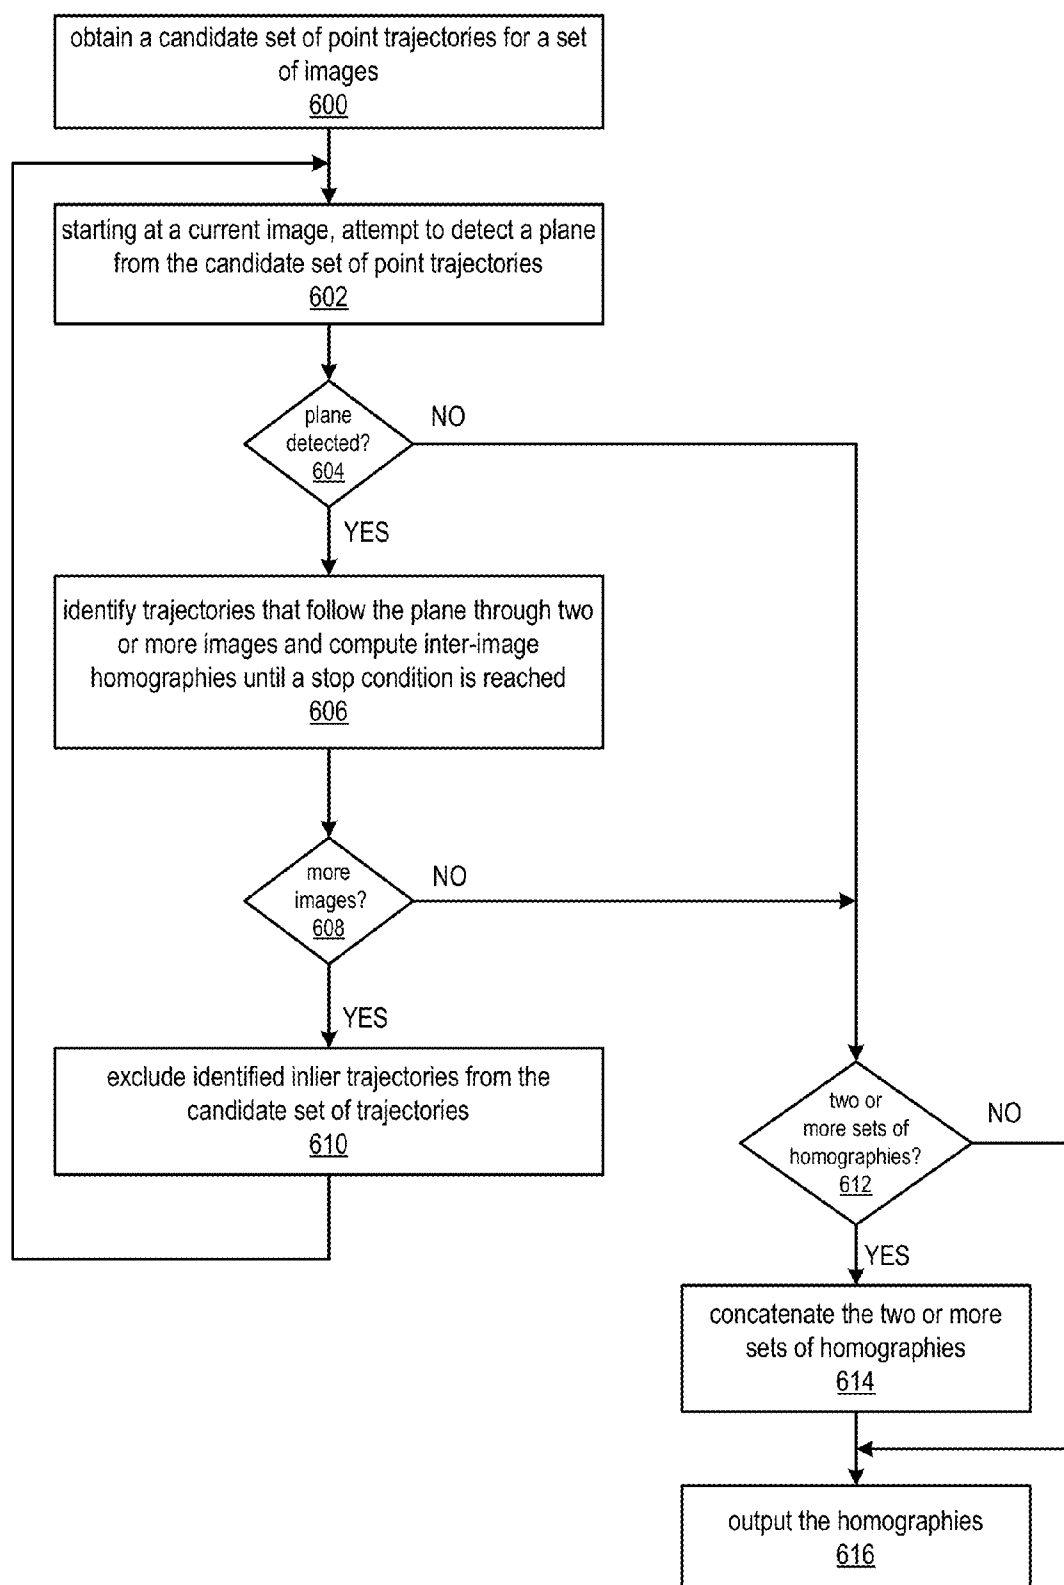 obtain a candidate set of point trajectories for a set
of images
600
starting at a current image, attempt to detect a plane
from the candidate set of point trajectories
602
plane
detected?
604
NO
YES
identify trajectories that follow the plane through two
or more images and compute inter-image
homographies until a stop condition is reached
606
more
images?
608
NO
YES
exclude identified inlier trajectories from the
candidate set of trajectories
610
two or
more sets of
homographies?
612
NO
YES
concatenate the two or more
sets of homographies
614
output the homographies
616